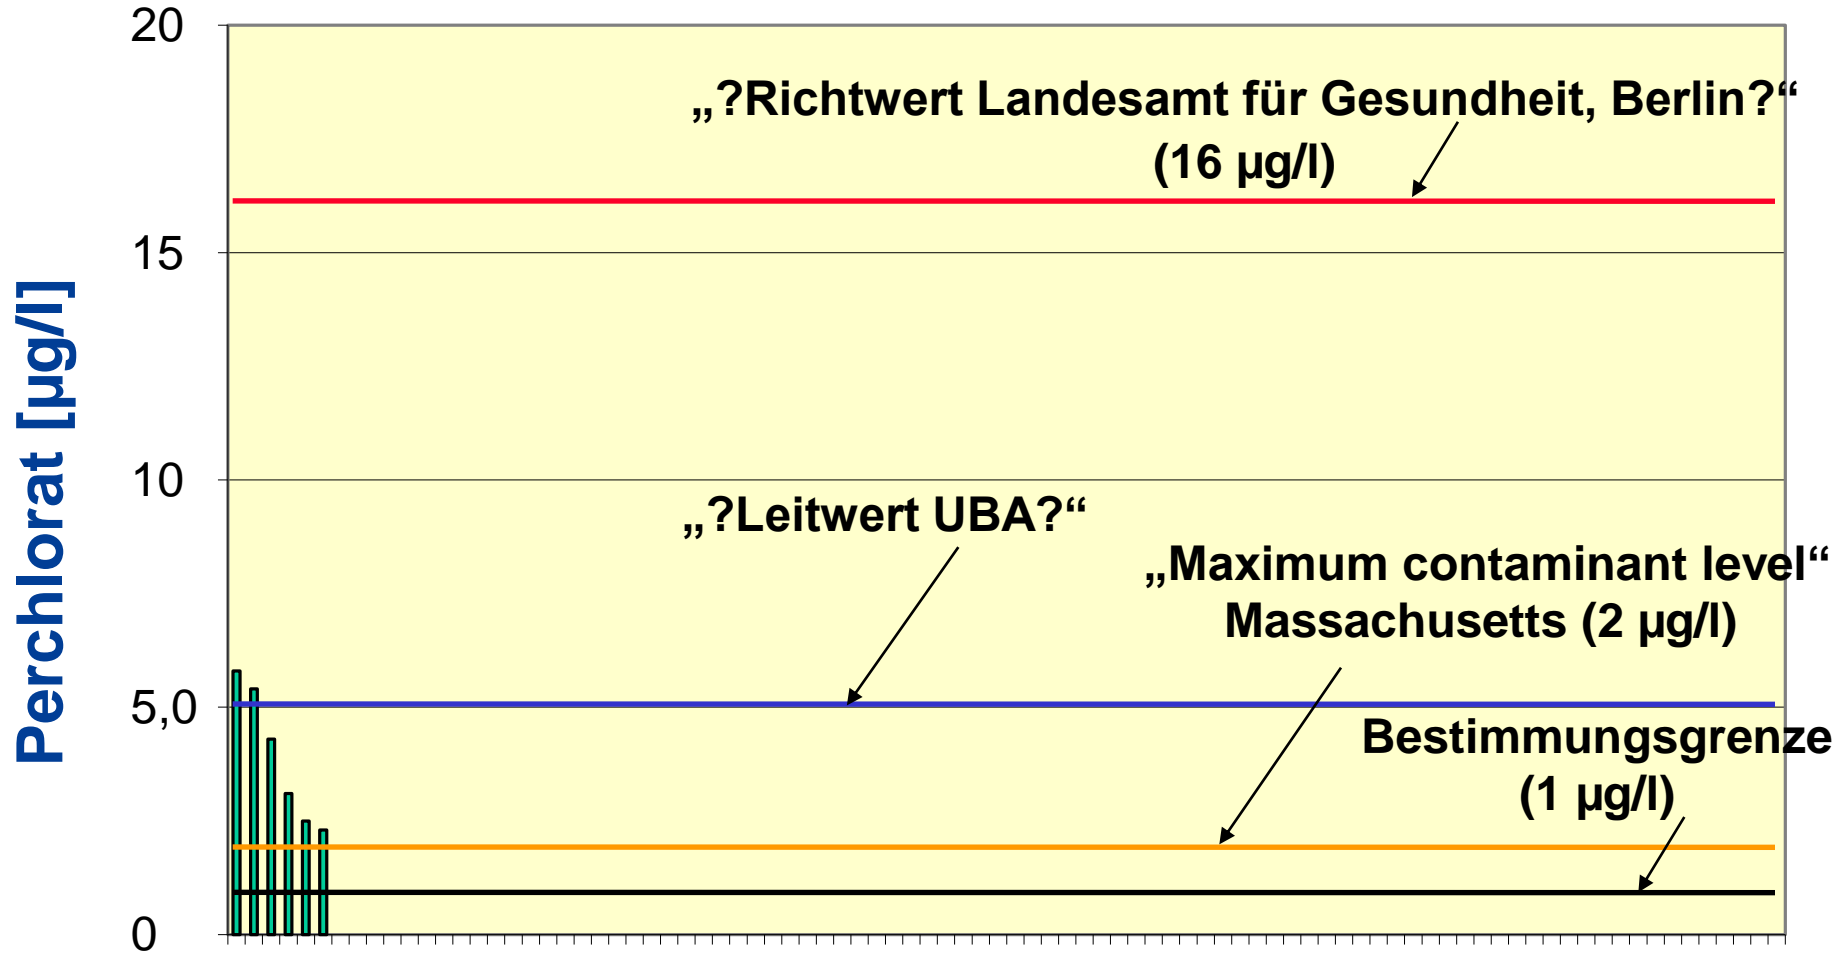 20
„?Richtwert Landesamt für Gesundheit, Berlin?“
(16 µg/l)
15
Perchlorat [µg/l]
10
„?Leitwert UBA?“
„Maximum contaminant level“
Massachusetts (2 µg/l)
5,0
Bestimmungsgrenze
(1 µg/l)
0